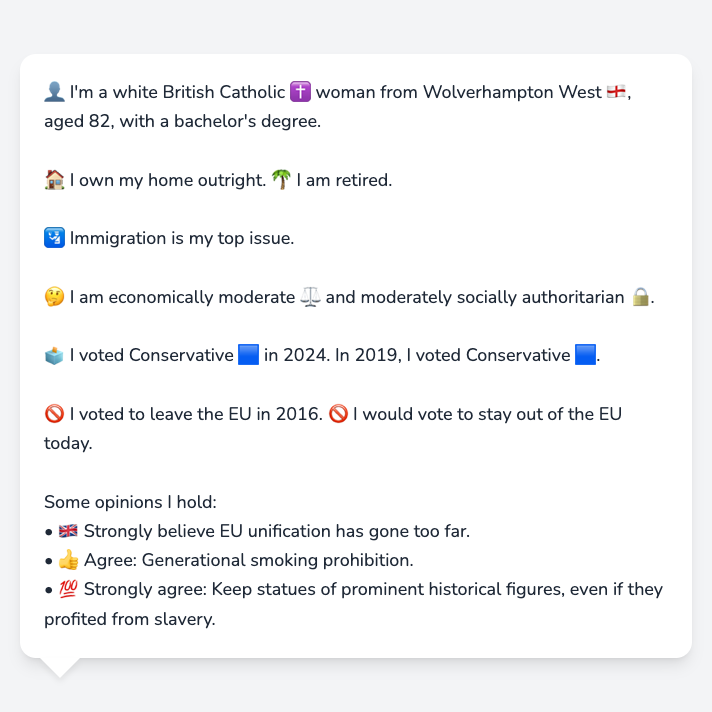 👤 I'm a white British Catholic ✝️ woman from Wolverhampton West 🏴󠁧󠁢󠁥󠁮󠁧󠁿,
aged 82, with a bachelor's degree.
🏠 I own my home outright. 🌴 I am retired.
🛂 Immigration is my top issue.
🤔 I am economically moderate ⚖️ and moderately socially authoritarian 🔒.
🗳️ I voted Conservative 🟦 in 2024. In 2019, I voted Conservative 🟦.
🚫 I voted to leave the EU in 2016. 🚫 I would vote to stay out of the EU
today.
Some opinions I hold:
• 🇬🇧 Strongly believe EU unification has gone too far.
• 👍 Agree: Generational smoking prohibition.
• 💯 Strongly agree: Keep statues of prominent historical figures, even if they
profited from slavery.